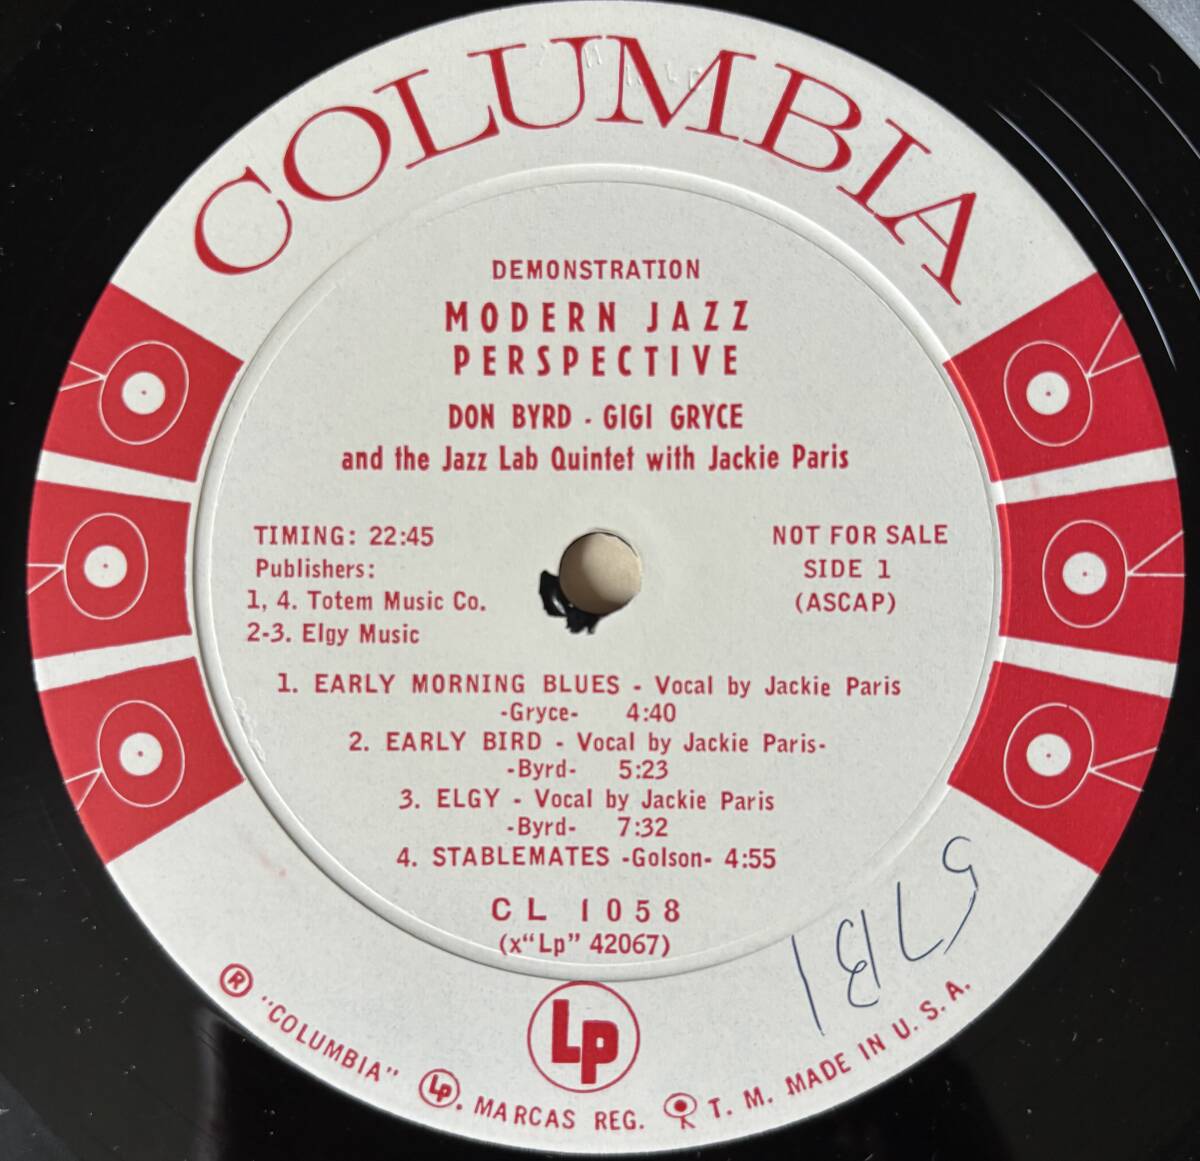 COLUMBIA
DEMONSTRATION
MODERN JAZZ
PERSPECTIVE
DON BYRD - GIGI GRYCE
and the Jazz Lab Quintet with Jackie Paris
TIMING: 22:45
Publishers:
1, 4. Totem Music Co.
2-3. Elgy Music
NOT FOR SALE
SIDE 1
(ASCAP)
1. EARLY MORNING BLUES - Vocal by Jackie Paris
-Gryce- 4:40
2. EARLY BIRD - Vocal by Jackie Paris-
-Byrd- 5:23
3. ELGY - Vocal by Jackie Paris
-Byrd- 7:32
4. STABLEMATES -Golson- 4:55
CL 1058
(x"Lp" 42067)
Lp
® "COLUMBIA" Lp. MARCAS REG. T. M. MADE IN U. S. A.